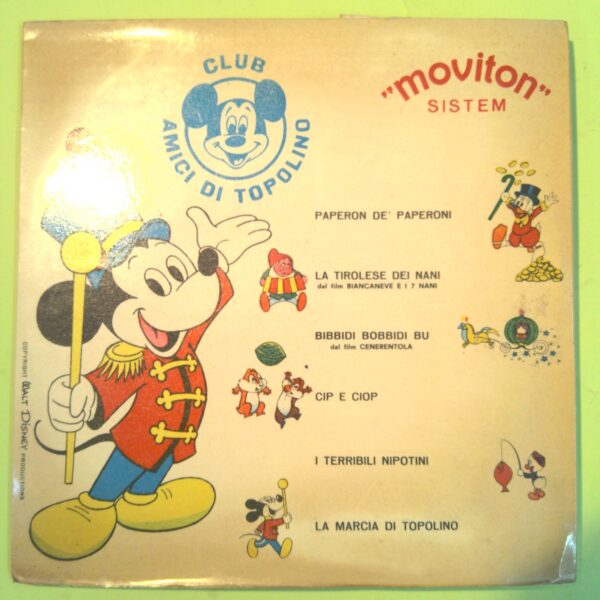 CLUB
AMICI DI TOPOLINO
"moviton"
SISTEM
PAPERON DE' PAPERONI
LA TIROLESE DEI NANI
dal film BIANCANEVE E I 7 NANI
BIBBIDI BOBBIDI BU
dal film CENERENTOLA
CIP E CIOP
I TERRIBILI NIPOTINI
LA MARCIA DI TOPOLINO
COPYRIGHT WALT DISNEY PRODUCTIONS